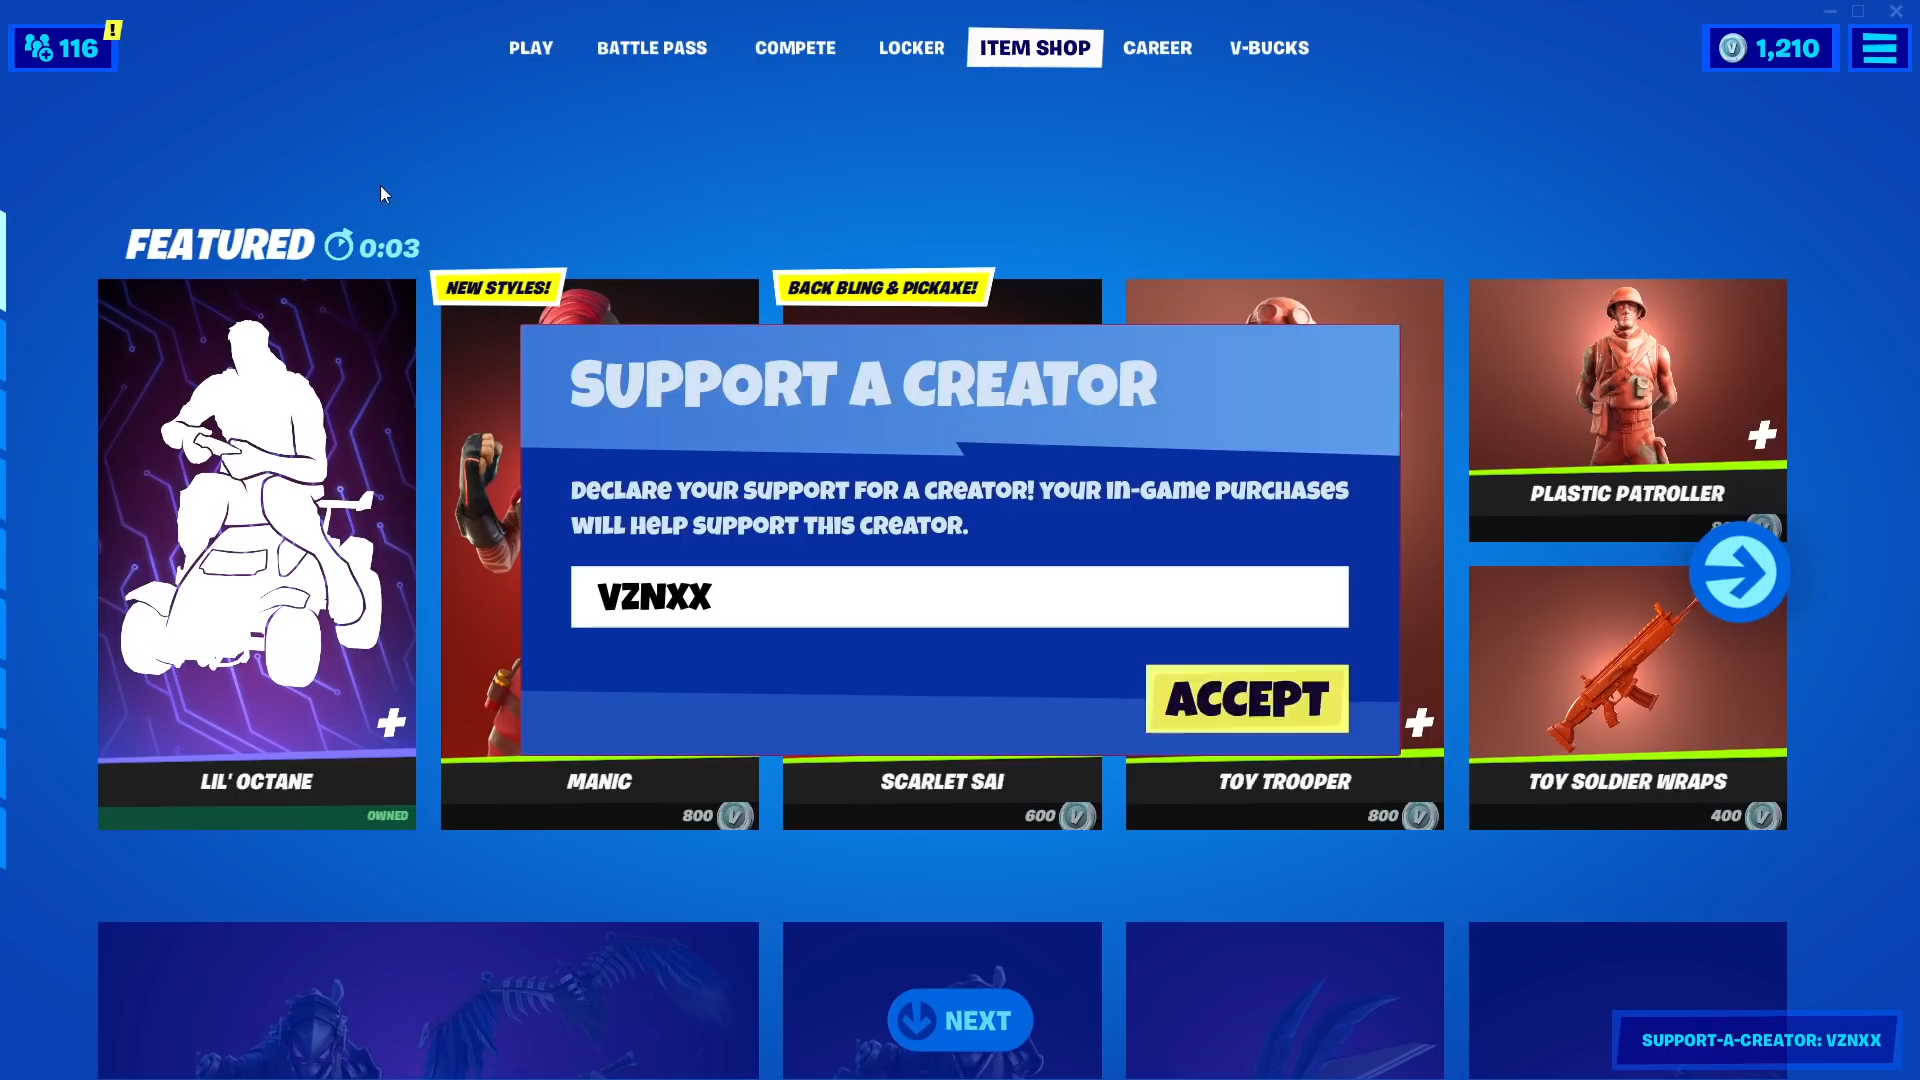 116
!
PLAY
BATTLE PASS
COMPETE
LOCKER
ITEM SHOP
CAREER
V-BUCKS
1,210
FEATURED 0:03
NEW STYLES!
BACK BLING & PICKAXE!
SUPPORT A CREATOR
DECLARE YOUR SUPPORT FOR A CREATOR! YOUR IN-GAME PURCHASES
WILL HELP SUPPORT THIS CREATOR.
VZNXX
ACCEPT
PLASTIC PATROLLER
LIL' OCTANE
OWNED
MANIC
800
SCARLET SAI
600
TOY TROOPER
800
TOY SOLDIER WRAPS
400
NEXT
SUPPORT-A-CREATOR: VZNXX